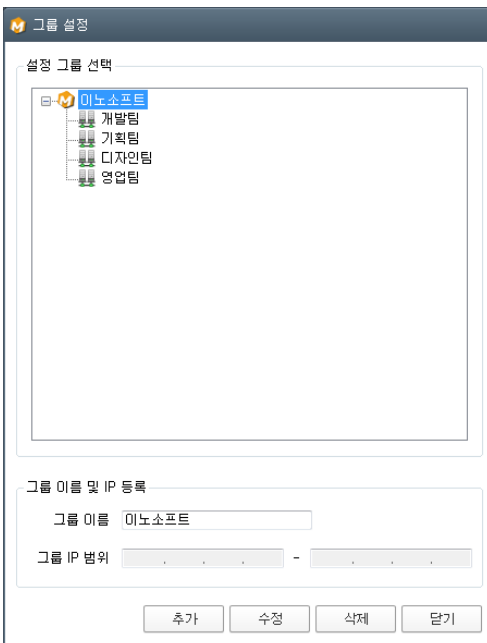 그룹 설정
설정 그룹 선택
이노소프트
개발팀
기획팀
디자인팀
영업팀
그룹 이름 및 IP 등록
그룹 이름 이노소프트
그룹 IP 범위 . . . - . . .
추가 수정 삭제 닫기